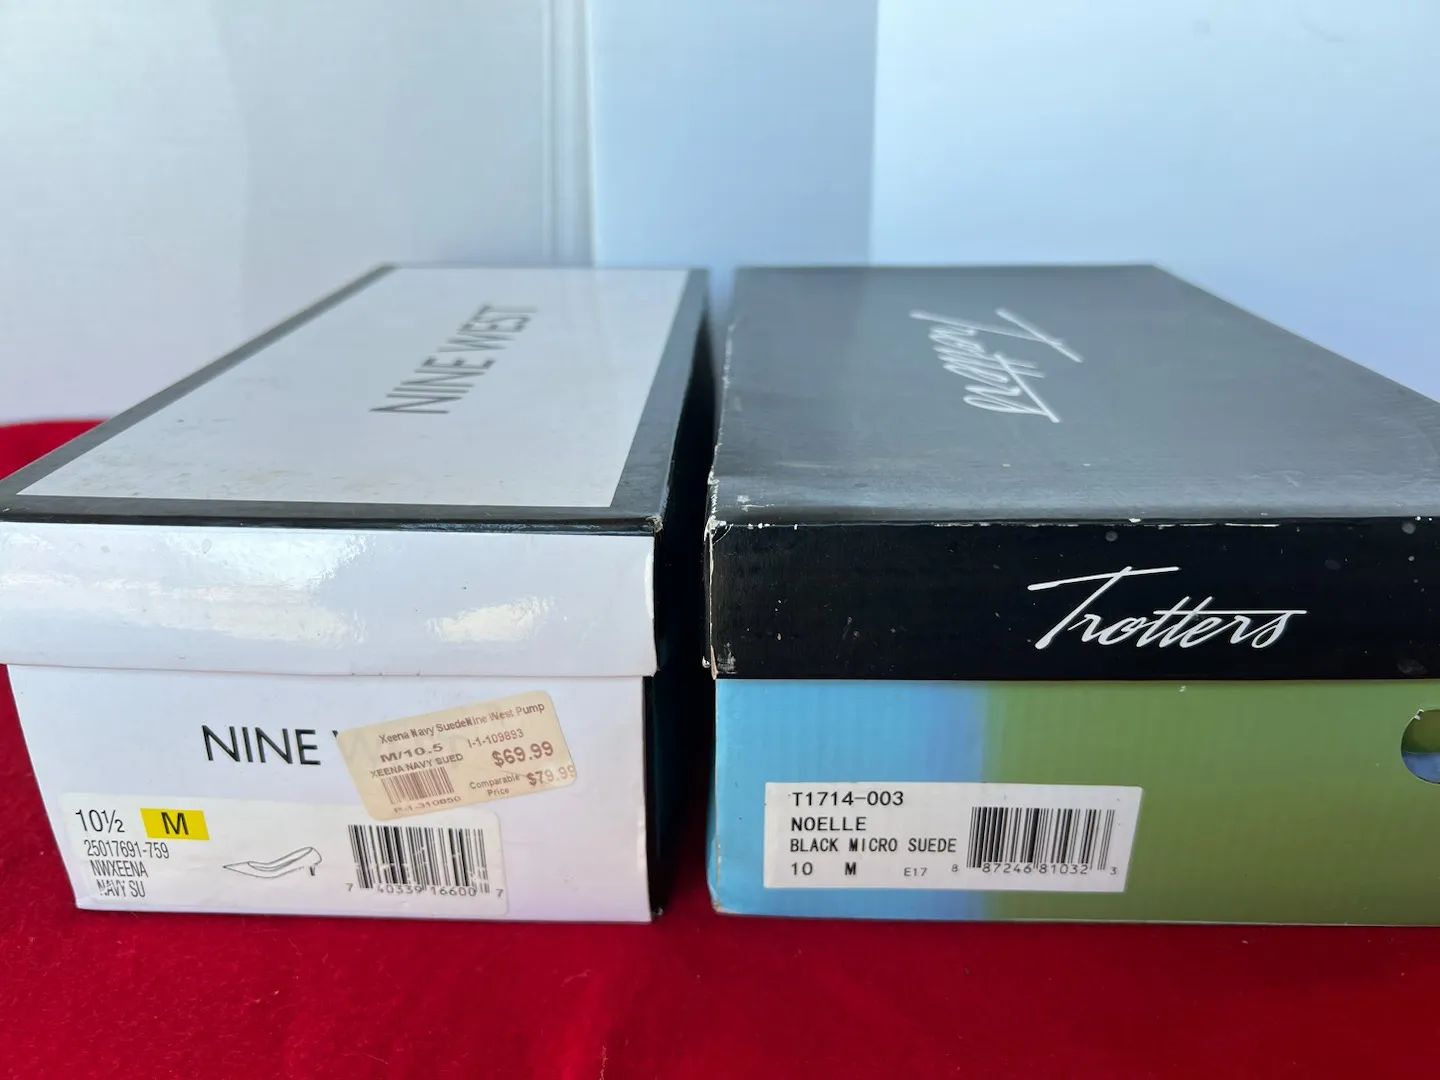 NINE WEST
Trotters
Trotters
NINE
Xeena Navy SuedeNine West Pump
M/10.5 I-1-109893
XEENA NAVY SUED $69.99
Comparable Price $79.99
P-1-310850
10½ M
25017691-759
NWXEENA
NAVY SU
7 40339 16600 7
T1714-003
NOELLE
BLACK MICRO SUEDE
10 M E17
8 87246 81032 3